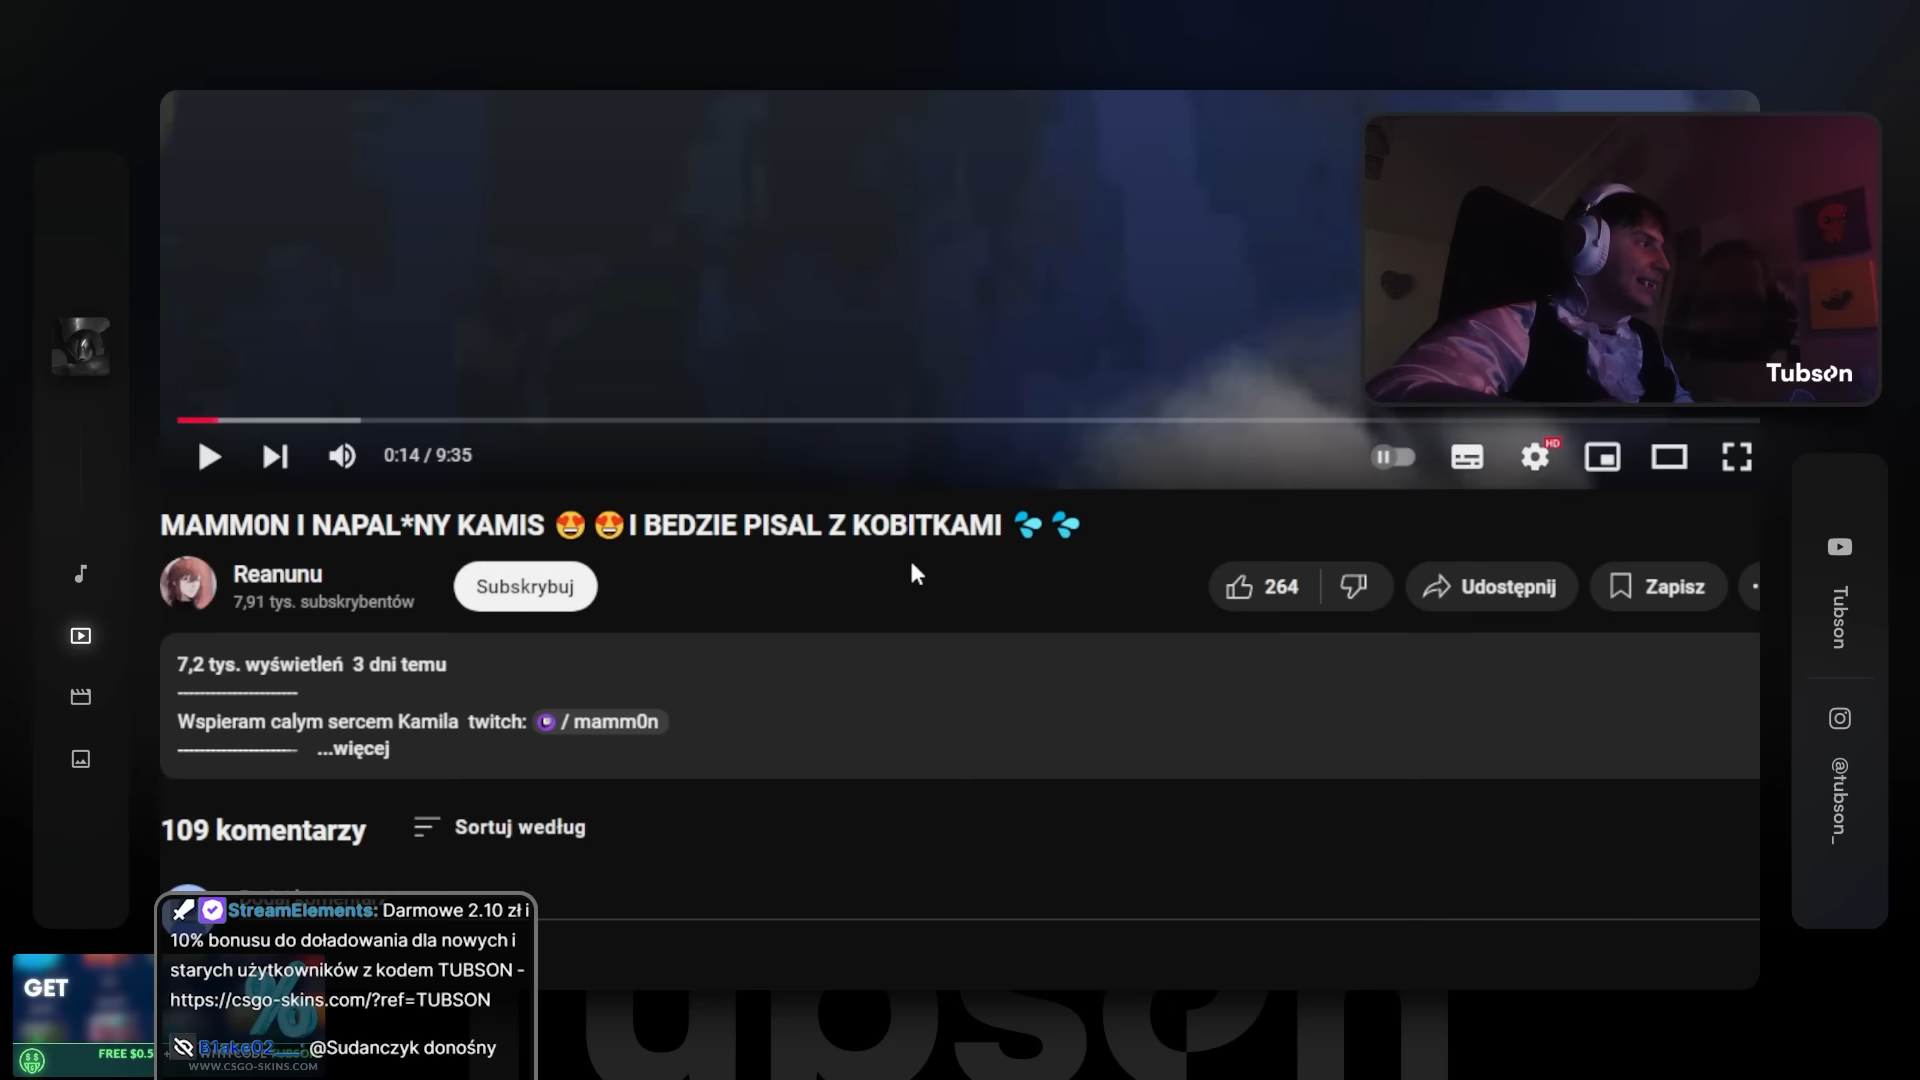 Tubson
HD
0:14 / 9:35
MAMM0N I NAPAL*NY KAMIS 😍 😍 I BEDZIE PISAL Z KOBITKAMI 💦 💦
Reanunu
7,91 tys. subskrybentów
Subskrybuj
264
Udostępnij
Zapisz
7,2 tys. wyświetleń 3 dni temu
---------------------
Wspieram calym sercem Kamila twitch: / mamm0n
--------------------- ...więcej
109 komentarzy
Sortuj według
StreamElements: Darmowe 2.10 zł i
10% bonusu do doładowania dla nowych i
starych użytkowników z kodem TUBSON -
https://csgo-skins.com/?ref=TUBSON
B1ake02__: @Sudanczyk donośny
GET
FREE $0.5
WWW.CSGO-SKINS.COM
Tubson
@tubson_
Tubson